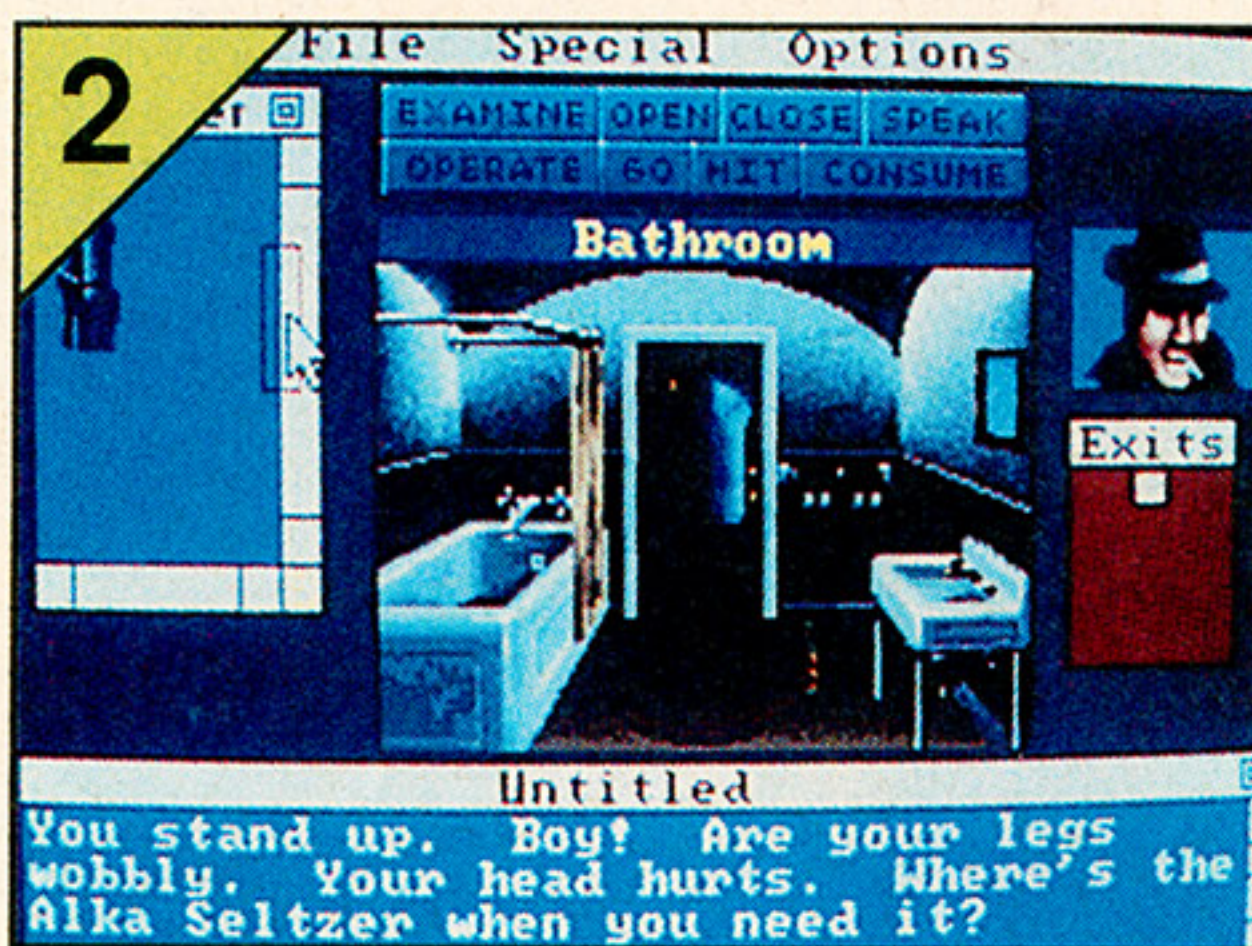 2
File Special Options
EXAMINE OPEN CLOSE SPEAK
OPERATE GO HIT CONSUME
Bathroom
Exits
Untitled
You stand up. Boy! Are your legs
wobbly. Your head hurts. Where's the
Alka Seltzer when you need it?